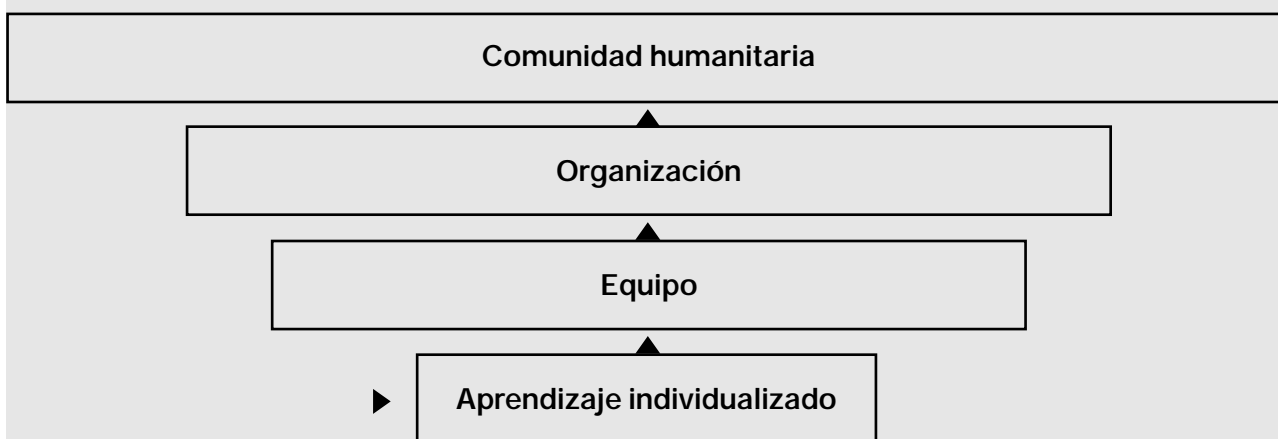 Comunidad humanitaria
Organización
Equipo
Aprendizaje individualizado